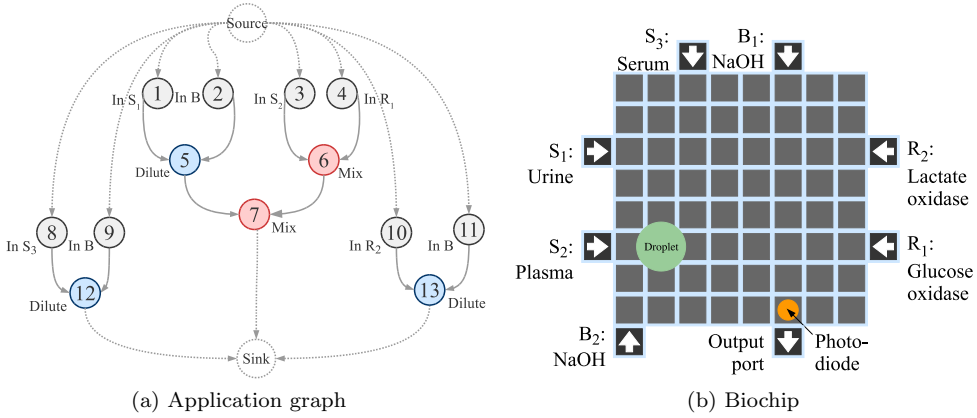 Source
1
2
3
4
In S1
In B
In S2
In R1
5
6
Dilute
Mix
7
Mix
8
9
10
11
In S3
In B
In R2
In B
12
13
Dilute
Dilute
Sink
(a) Application graph
S3:
Serum
B1:
NaOH
S1:
Urine
R2:
Lactate
oxidase
S2:
Plasma
Droplet
R1:
Glucose
oxidase
B2:
NaOH
Output
port
Photo-
diode
(b) Biochip